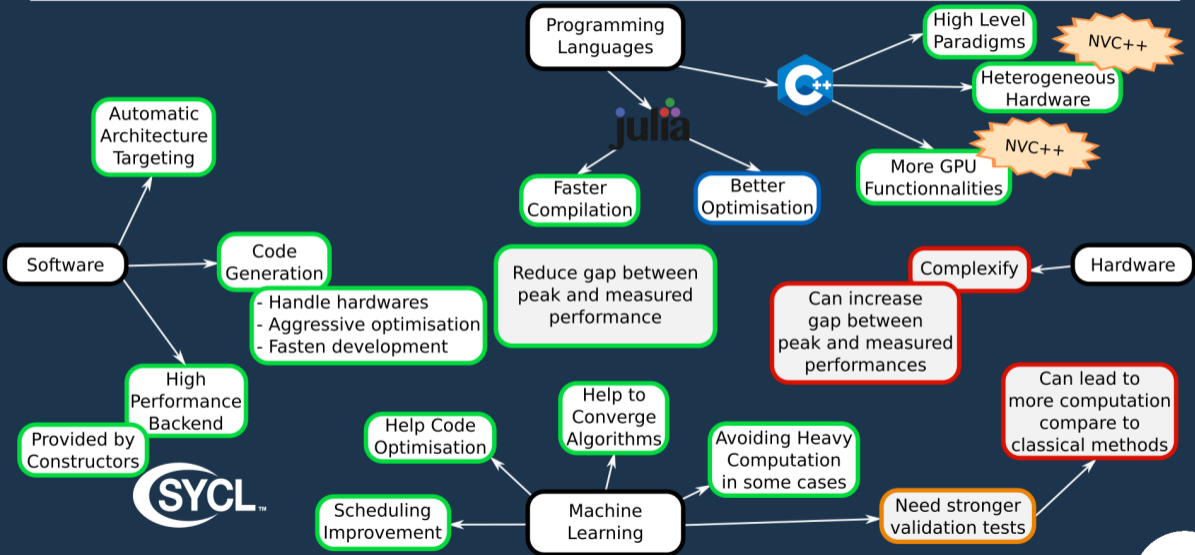 Programming
Languages
High Level
Paradigms
NVC++
Heterogeneous
Hardware
C++
julia
NVC++
More GPU
Functionnalities
Faster
Compilation
Better
Optimisation
Automatic
Architecture
Targeting
Software
Code
Generation
- Handle hardwares
- Aggressive optimisation
- Fasten development
High
Performance
Backend
Provided by
Constructors
SYCL™
Reduce gap between
peak and measured
performance
Hardware
Complexify
Can increase
gap between
peak and measured
performances
Machine
Learning
Scheduling
Improvement
Help Code
Optimisation
Help to
Converge
Algorithms
Avoiding Heavy
Computation
in some cases
Need stronger
validation tests
Can lead to
more computation
compare to
classical methods